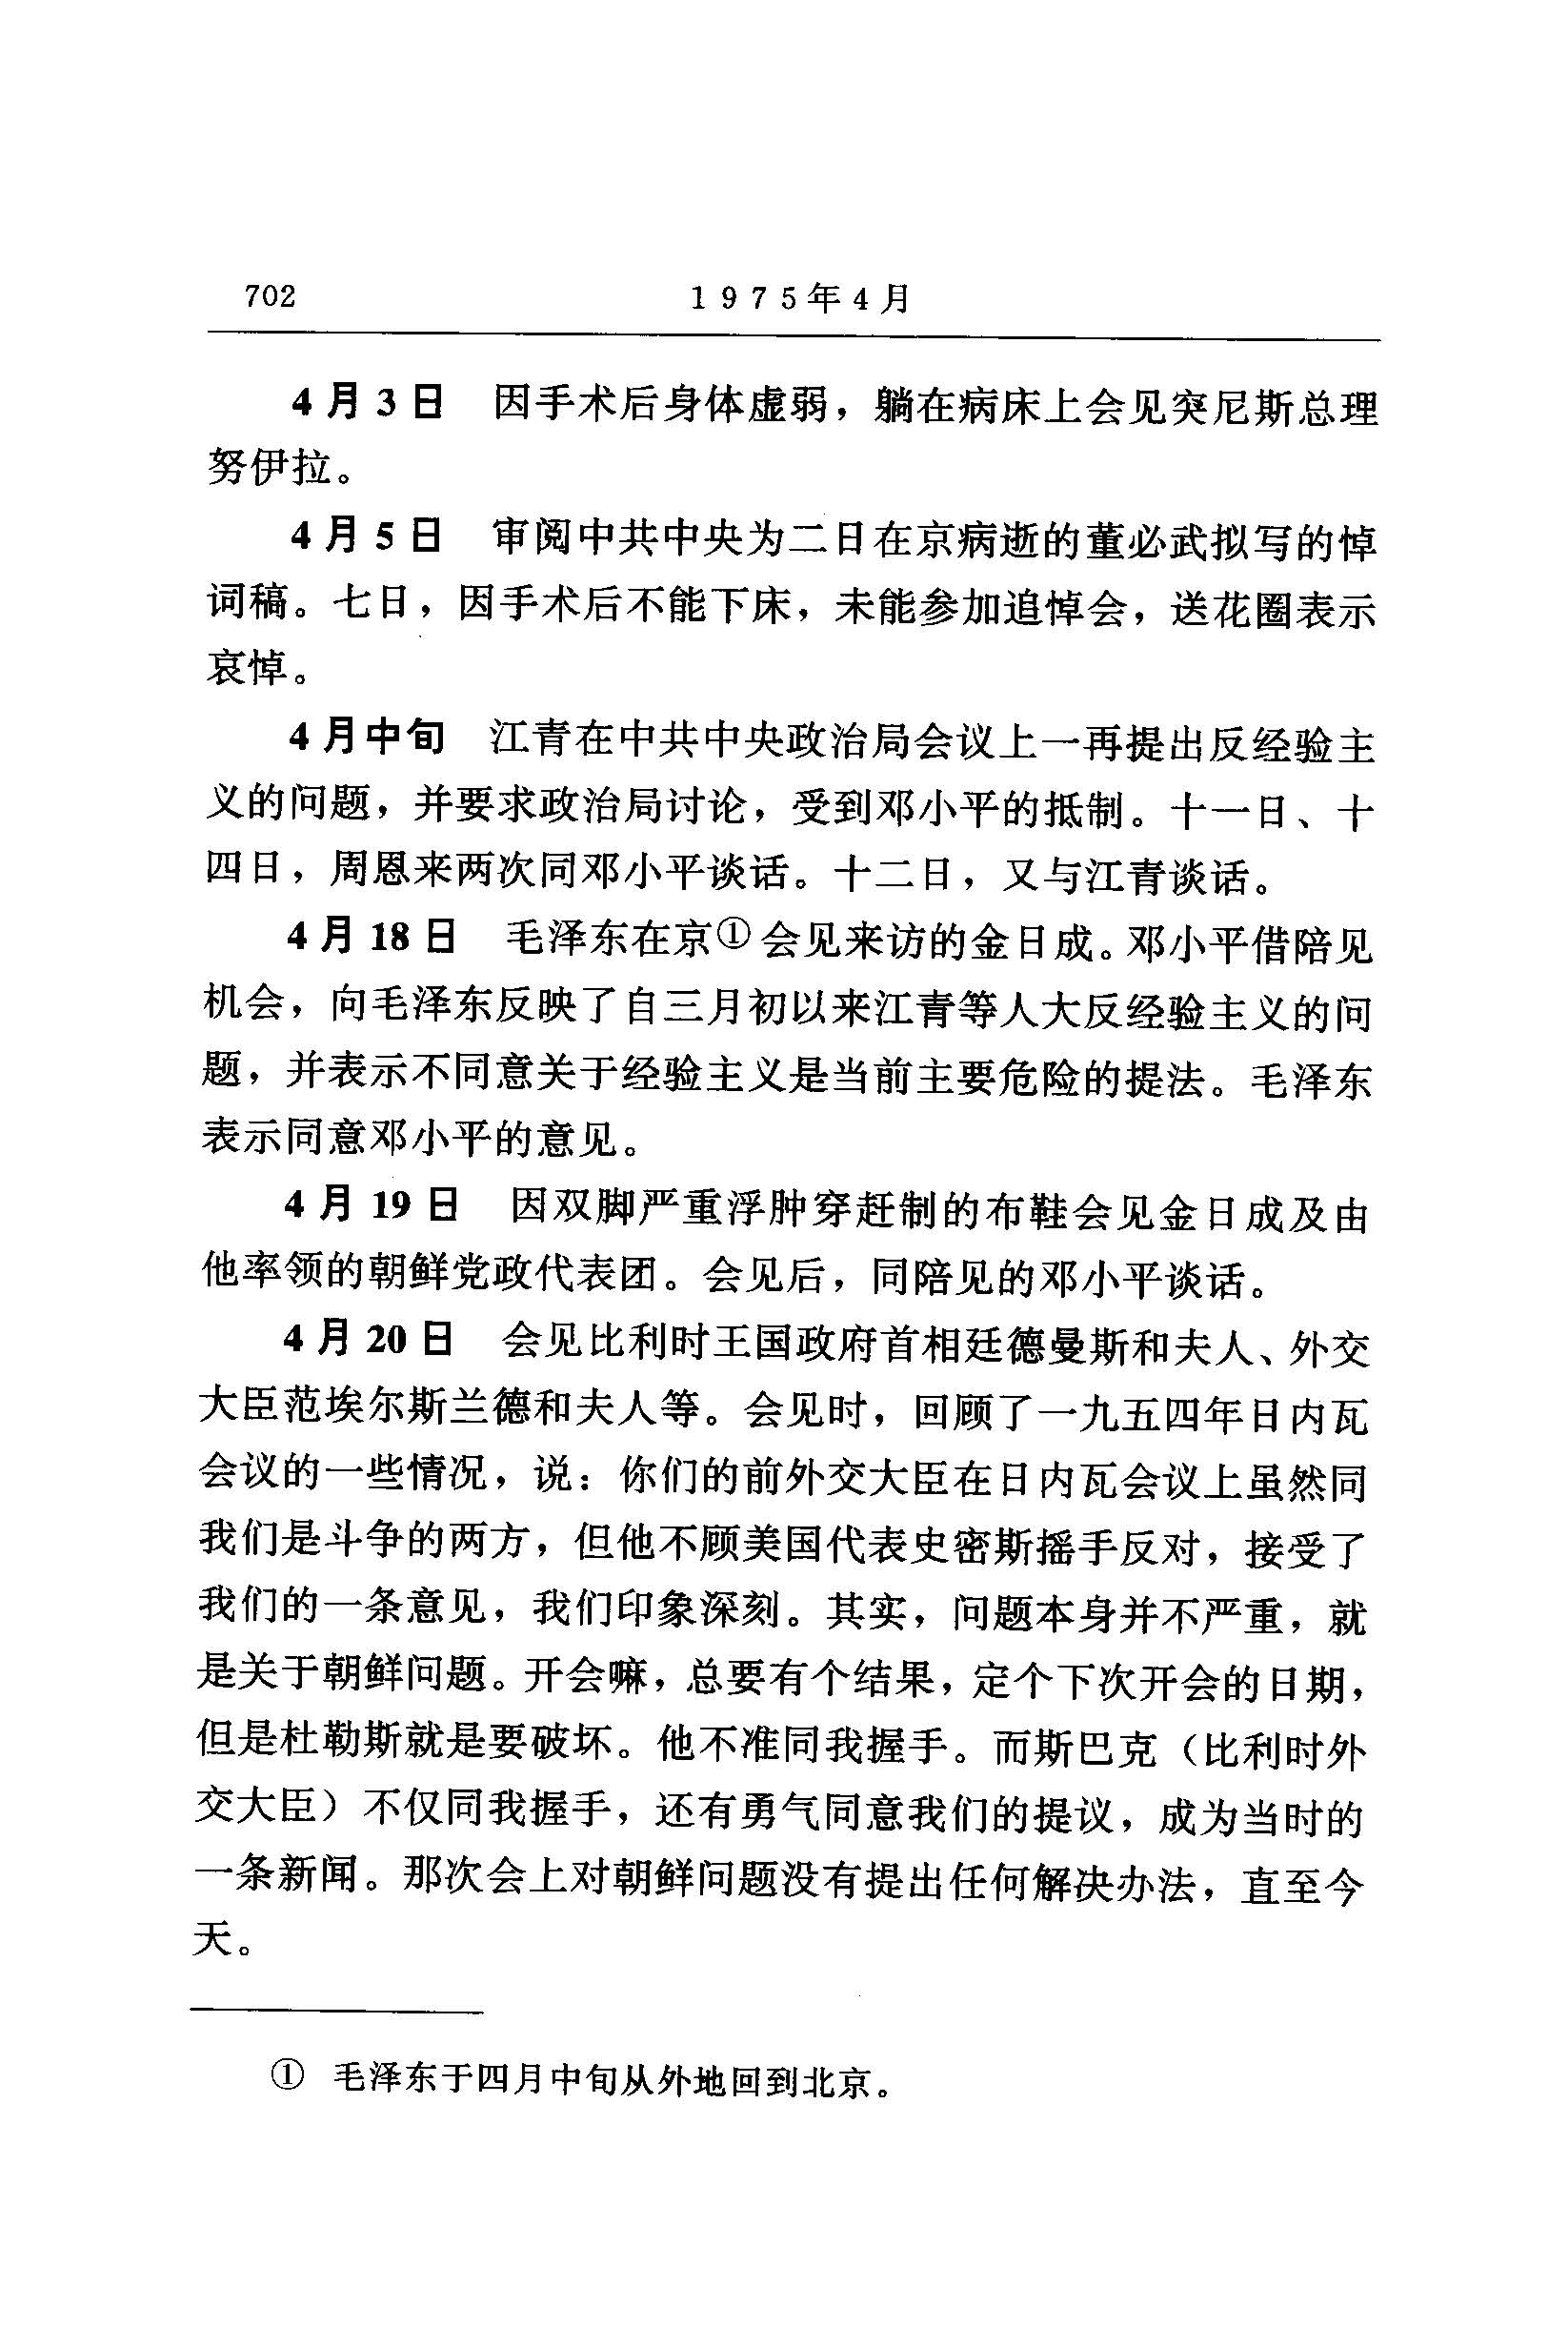 702 1975年4月
4月3日 因手术后身体虚弱，躺在病床上会见突尼斯总理
努伊拉。
4月5日 审阅中共中央为二日在京病逝的董必武拟写的悼
词稿。七日，因手术后不能下床，未能参加追悼会，送花圈表示
哀悼。
4月中旬 江青在中共中央政治局会议上一再提出反经验主
义的问题，并要求政治局讨论，受到邓小平的抵制。十一日、十
四日，周恩来两次同邓小平谈话。十二日，又与江青谈话。
4月18日 毛泽东在京①会见来访的金日成。邓小平借陪见
机会，向毛泽东反映了自三月初以来江青等人大反经验主义的问
题，并表示不同意关于经验主义是当前主要危险的提法。毛泽东
表示同意邓小平的意见。
4月19日 因双脚严重浮肿穿赶制的布鞋会见金日成及由
他率领的朝鲜党政代表团。会见后，同陪见的邓小平谈话。
4月20日 会见比利时王国政府首相廷德曼斯和夫人、外交
大臣范埃尔斯兰德和夫人等。会见时，回顾了一九五四年日内瓦
会议的一些情况，说：你们的前外交大臣在日内瓦会议上虽然同
我们是斗争的两方，但他不顾美国代表史密斯摇手反对，接受了
我们的一条意见，我们印象深刻。其实，问题本身并不严重，就
是关于朝鲜问题。开会嘛，总要有个结果，定个下次开会的日期，
但是杜勒斯就是要破坏。他不准同我握手。而斯巴克（比利时外
交大臣）不仅同我握手，还有勇气同意我们的提议，成为当时的
一条新闻。那次会上对朝鲜问题没有提出任何解决办法，直至今
天。
① 毛泽东于四月中旬从外地回到北京。